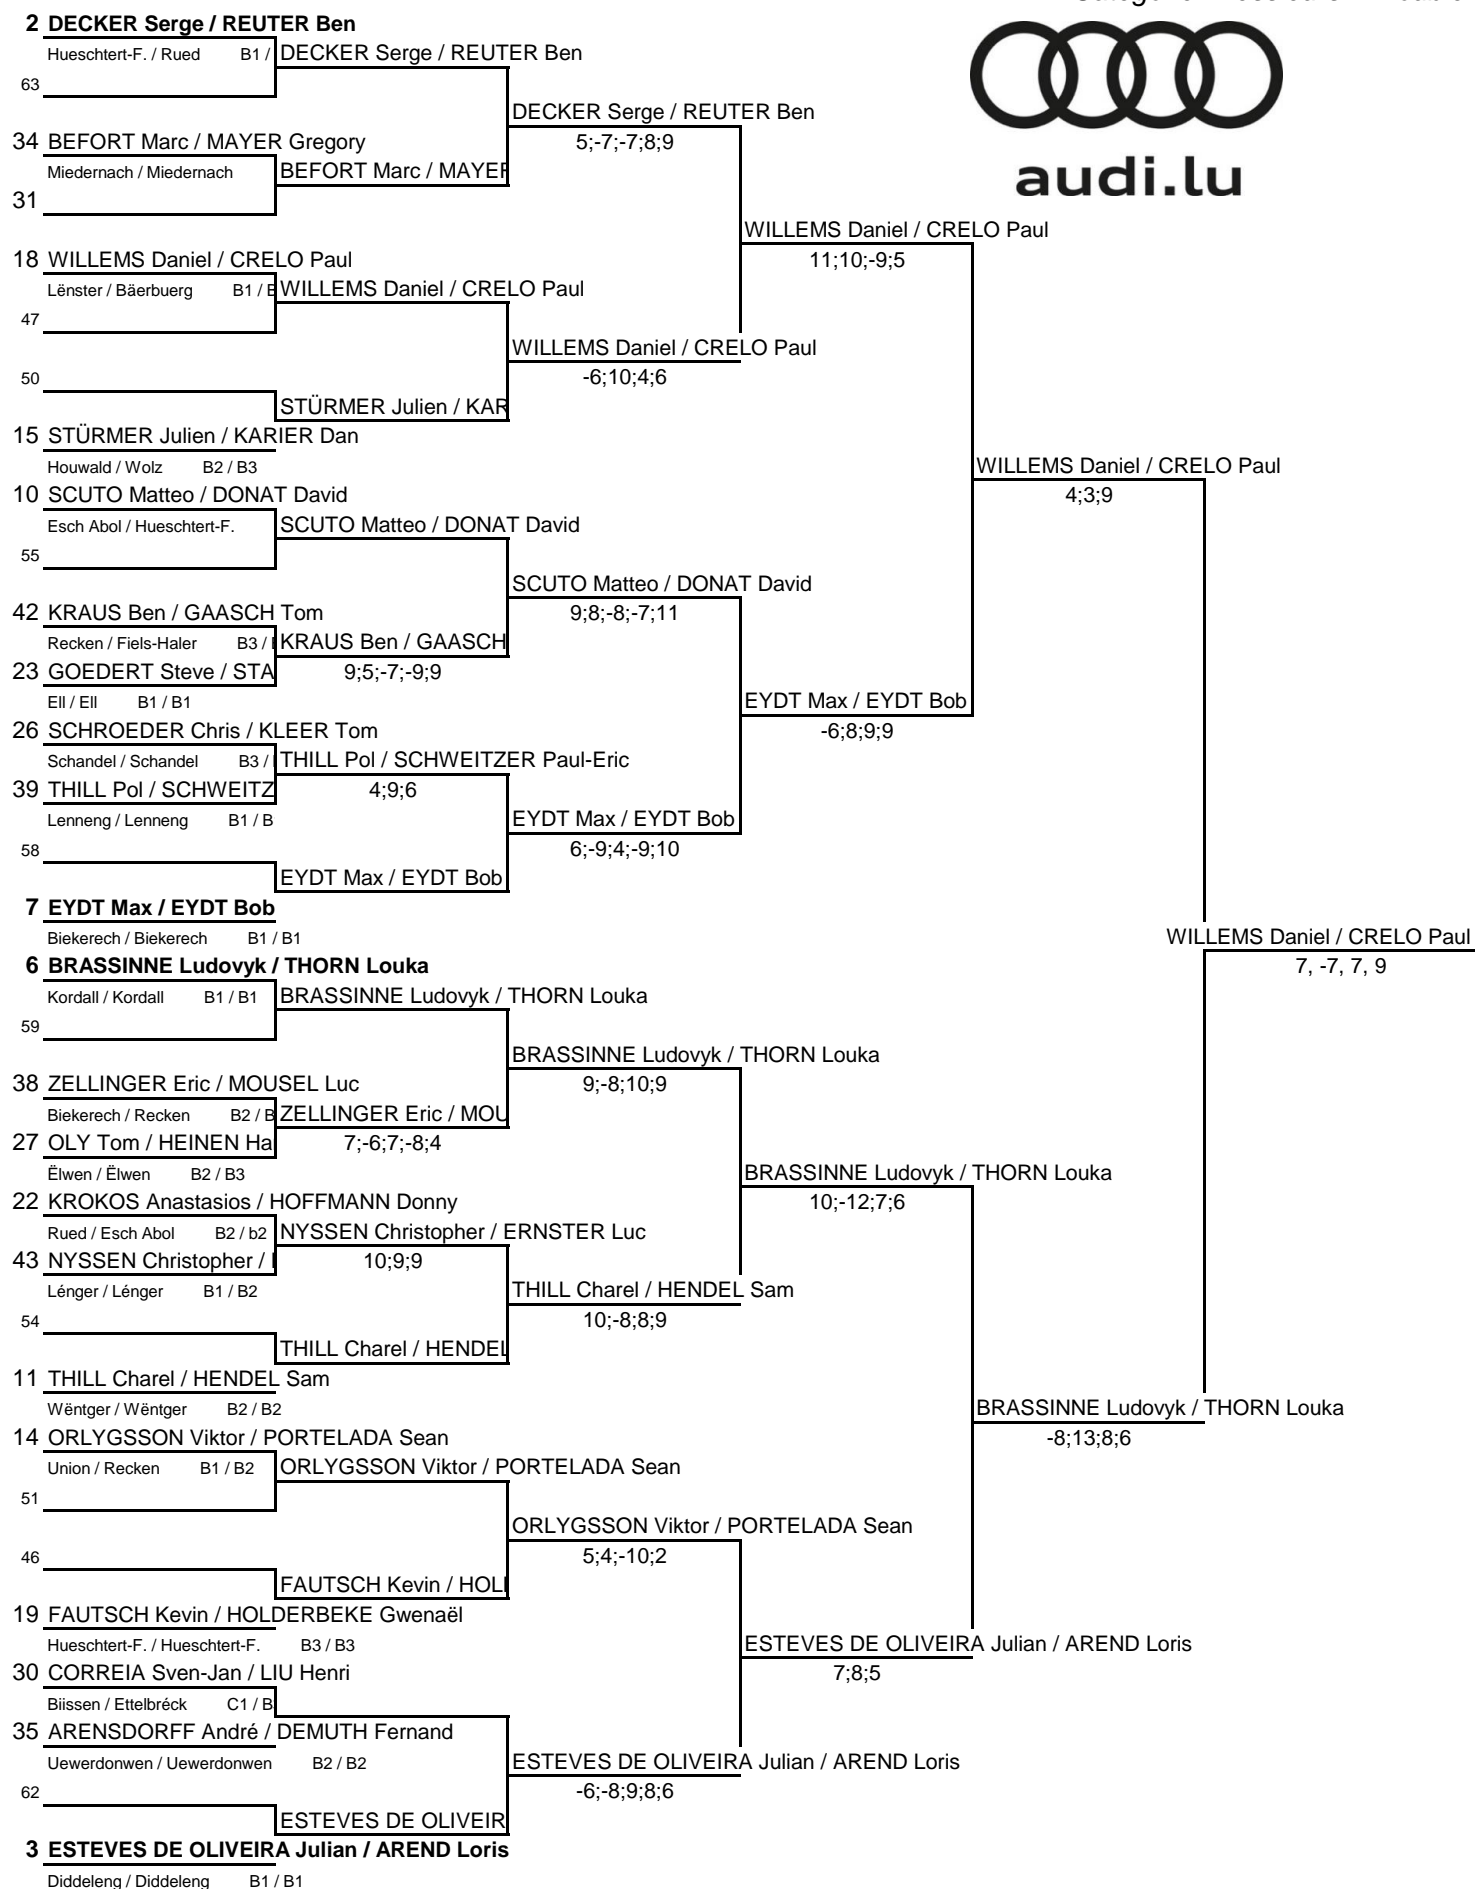 2 DECKER Serge / REUTER Ben
Hueschtert-F. / Rued B1 / DECKER Serge / REUTER Ben
63
DECKER Serge / REUTER Ben
34 BEFORT Marc / MAYER Gregory 5;-7;-7;8;9
Miedernach / Miedernach BEFORT Marc / MAYER
audi.lu
31
WILLEMS Daniel / CRELO Paul
18 WILLEMS Daniel / CRELO Paul 11;10;-9;5
Lënster / Bäerbuerg B1 / B WILLEMS Daniel / CRELO Paul
47
WILLEMS Daniel / CRELO Paul
50 -6;10;4;6
STÜRMER Julien / KAR
15 STÜRMER Julien / KARIER Dan
Houwald / Wolz B2 / B3 WILLEMS Daniel / CRELO Paul
10 SCUTO Matteo / DONAT David 4;3;9
Esch Abol / Hueschtert-F. SCUTO Matteo / DONAT David
55
SCUTO Matteo / DONAT David
42 KRAUS Ben / GAASCH Tom 9;8;-8;-7;11
Recken / Fiels-Haler B3 / KRAUS Ben / GAASCH
23 GOEDERT Steve / STA 9;5;-7;-9;9
Ell / Ell B1 / B1 EYDT Max / EYDT Bob
26 SCHROEDER Chris / KLEER Tom -6;8;9;9
Schandel / Schandel B3 / THILL Pol / SCHWEITZER Paul-Eric
39 THILL Pol / SCHWEITZ 4;9;6
Lenneng / Lenneng B1 / B EYDT Max / EYDT Bob
58 6;-9;4;-9;10
EYDT Max / EYDT Bob
7 EYDT Max / EYDT Bob
Biekerech / Biekerech B1 / B1 WILLEMS Daniel / CRELO Paul
6 BRASSINNE Ludovyk / THORN Louka 7, -7, 7, 9
Kordall / Kordall B1 / B1 BRASSINNE Ludovyk / THORN Louka
59
BRASSINNE Ludovyk / THORN Louka
38 ZELLINGER Eric / MOUSEL Luc 9;-8;10;9
Biekerech / Recken B2 / B ZELLINGER Eric / MOU
27 OLY Tom / HEINEN Ha 7;-6;7;-8;4
Ëlwen / Ëlwen B2 / B3 BRASSINNE Ludovyk / THORN Louka
22 KROKOS Anastasios / HOFFMANN Donny 10;-12;7;6
Rued / Esch Abol B2 / b2 NYSSEN Christopher / ERNSTER Luc
43 NYSSEN Christopher / 10;9;9
Lénger / Lénger B1 / B2 THILL Charel / HENDEL Sam
54 10;-8;8;9
THILL Charel / HENDEL
11 THILL Charel / HENDEL Sam
Wëntger / Wëntger B2 / B2 BRASSINNE Ludovyk / THORN Louka
14 ORLYGSSON Viktor / PORTELADA Sean -8;13;8;6
Union / Recken B1 / B2 ORLYGSSON Viktor / PORTELADA Sean
51
ORLYGSSON Viktor / PORTELADA Sean
46 5;4;-10;2
FAUTSCH Kevin / HOL
19 FAUTSCH Kevin / HOLDERBEKE Gwenaël
Hueschtert-F. / Hueschtert-F. B3 / B3 ESTEVES DE OLIVEIRA Julian / AREND Loris
30 CORREIA Sven-Jan / LIU Henri 7;8;5
Biissen / Ettelbréck C1 / B
35 ARENSDORFF André / DEMUTH Fernand
Uewerdonwen / Uewerdonwen B2 / B2 ESTEVES DE OLIVEIRA Julian / AREND Loris
62 -6;-8;9;8;6
ESTEVES DE OLIVEIR
3 ESTEVES DE OLIVEIRA Julian / AREND Loris
Diddeleng / Diddeleng B1 / B1